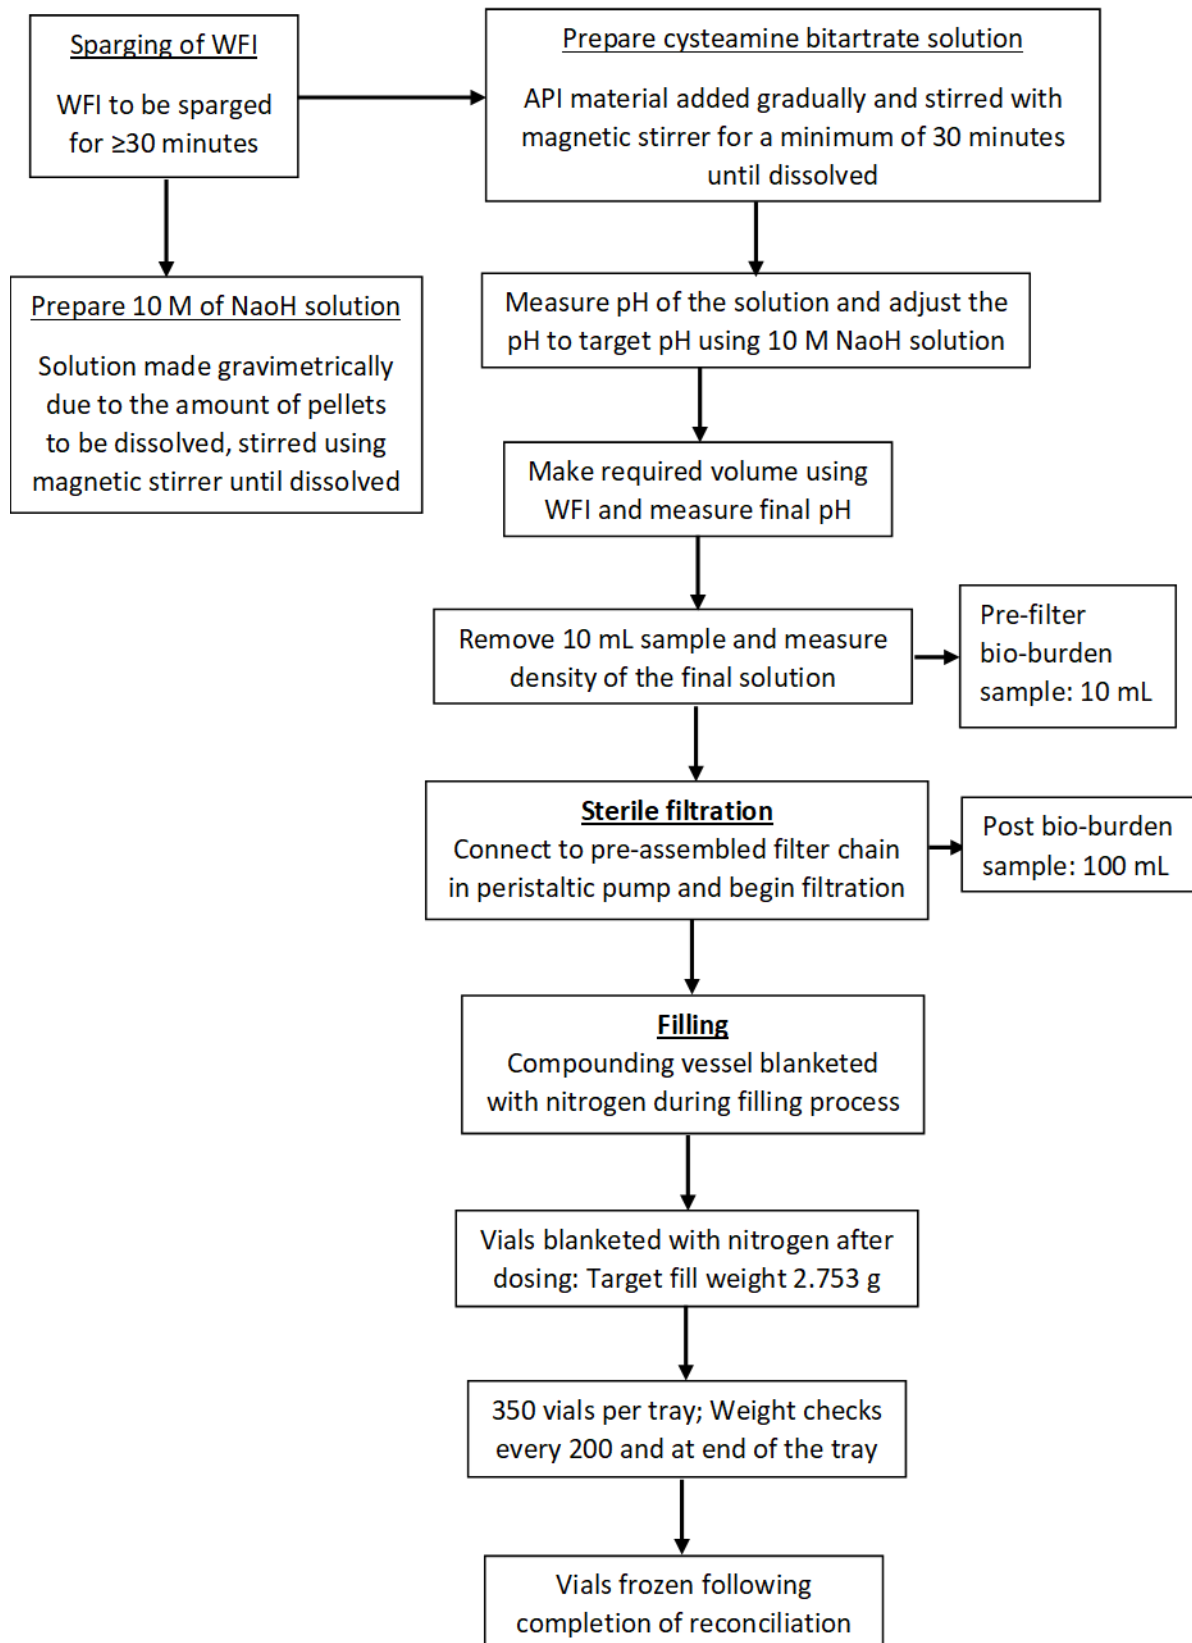 Sparging of WFI
WFI to be sparged
for ≥30 minutes
Prepare cysteamine bitartrate solution
API material added gradually and stirred with
magnetic stirrer for a minimum of 30 minutes
until dissolved
Prepare 10 M of NaoH solution
Solution made gravimetrically
due to the amount of pellets
to be dissolved, stirred using
magnetic stirrer until dissolved
Measure pH of the solution and adjust the
pH to target pH using 10 M NaoH solution
Make required volume using
WFI and measure final pH
Remove 10 mL sample and measure
density of the final solution
Pre-filter
bio-burden
sample: 10 mL
Sterile filtration
Connect to pre-assembled filter chain
in peristaltic pump and begin filtration
Post bio-burden
sample: 100 mL
Filling
Compounding vessel blanketed
with nitrogen during filling process
Vials blanketed with nitrogen after
dosing: Target fill weight 2.753 g
350 vials per tray; Weight checks
every 200 and at end of the tray
Vials frozen following
completion of reconciliation